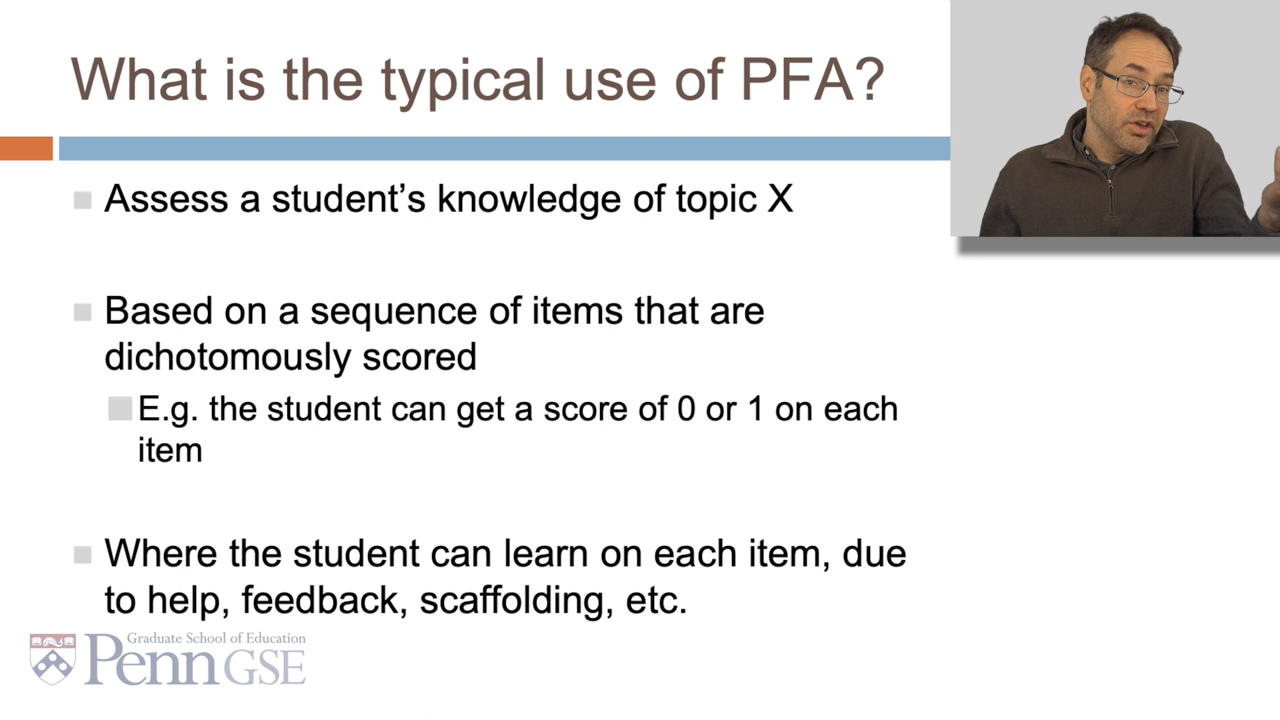 What is the typical use of PFA?
Assess a student’s knowledge of topic X
Based on a sequence of items that are
dichotomously scored
E.g. the student can get a score of 0 or 1 on each
item
Where the student can learn on each item, due
to help, feedback, scaffolding, etc.
Graduate School of Education
Penn GSE